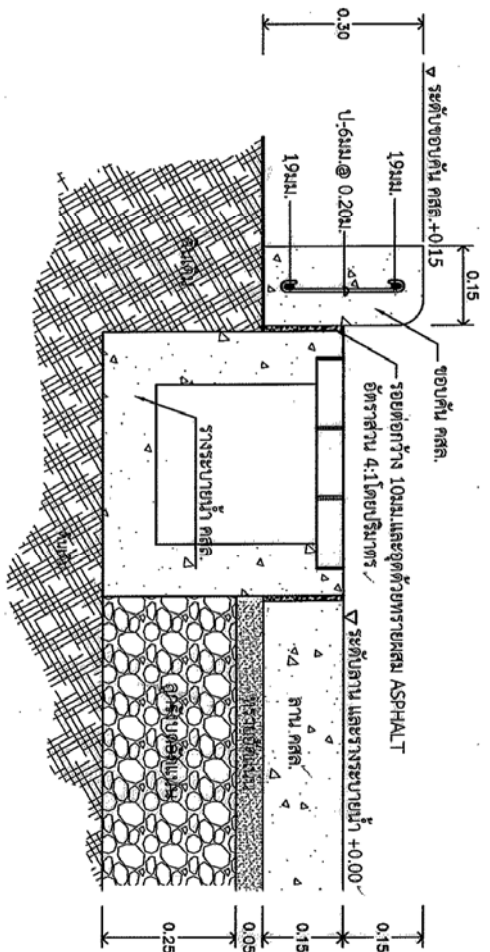 0.30
▽ ระดับขอบคัน คสล.+0.15
0.15
1,9มม.
ป-6มม.@ 0.20ม.
1,9มม.
ขอบคัน คสล.
รอยต่อกว้าง 10มม.และอุดด้วยทรายผสม ASPHALT
อัตราส่วน 4:1โดยปริมาตร
▽ ระดับลาน และรางระบายน้ำ +0.00
ลาน คสล.
รางระบายน้ำ คสล.
0.15
0.15
0.05
0.25